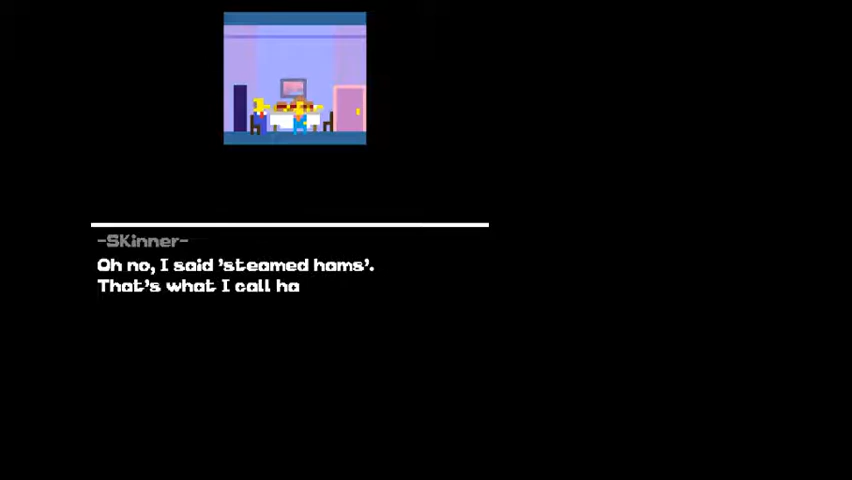 -Skinner-
Oh no, I said 'steamed hams'.
That's what I call ha